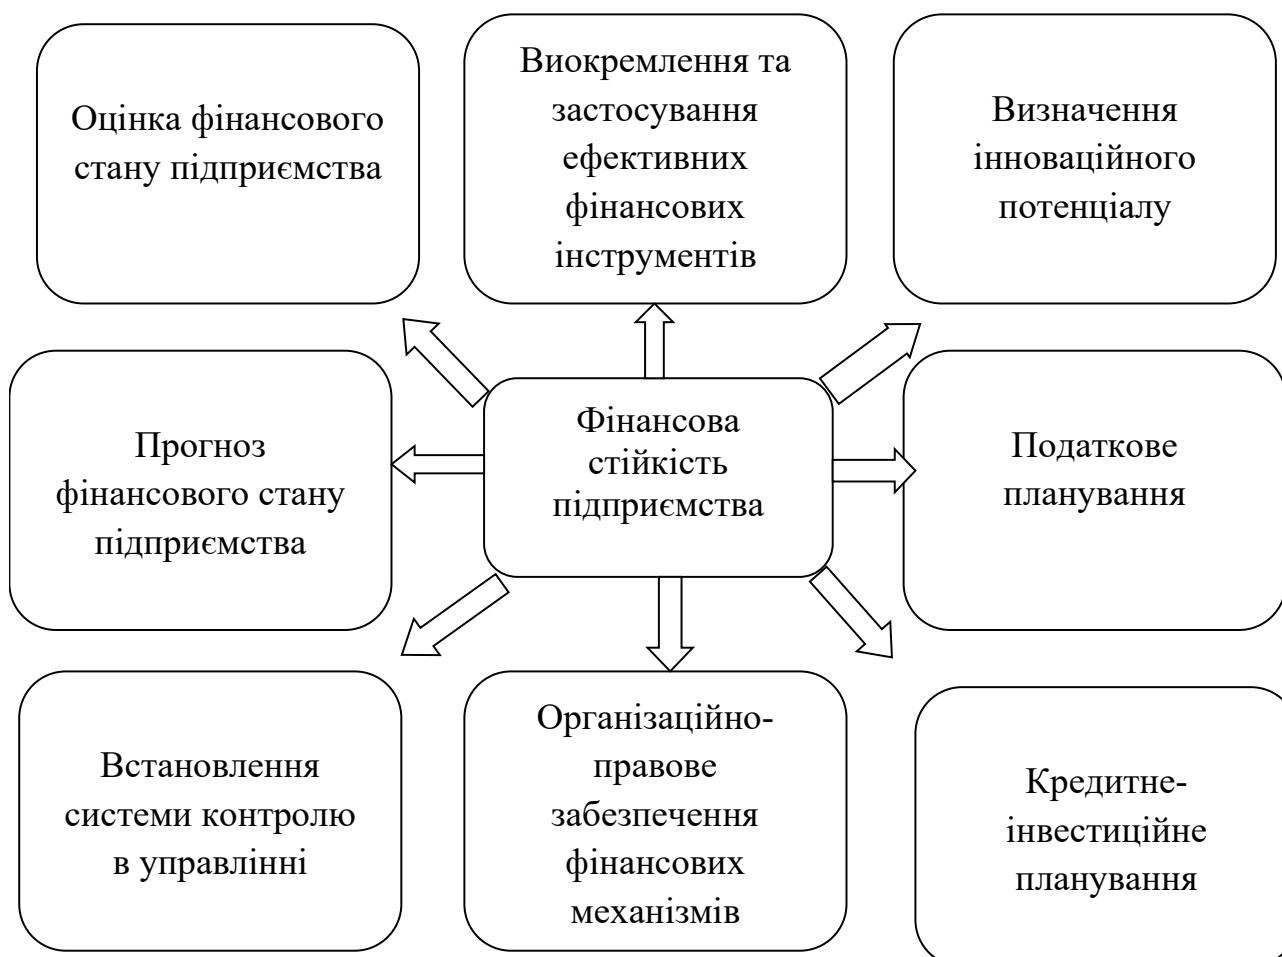 Оцінка фінансового
стану підприємства
Виокремлення та
застосування
ефективних
фінансових
інструментів
Визначення
інноваційного
потенціалу
Прогноз
фінансового стану
підприємства
Фінансова
стійкість
підприємства
Податкове
планування
Встановлення
системи контролю
в управлінні
Організаційно-
правове
забезпечення
фінансових
механізмів
Кредитне-
інвестиційне
планування